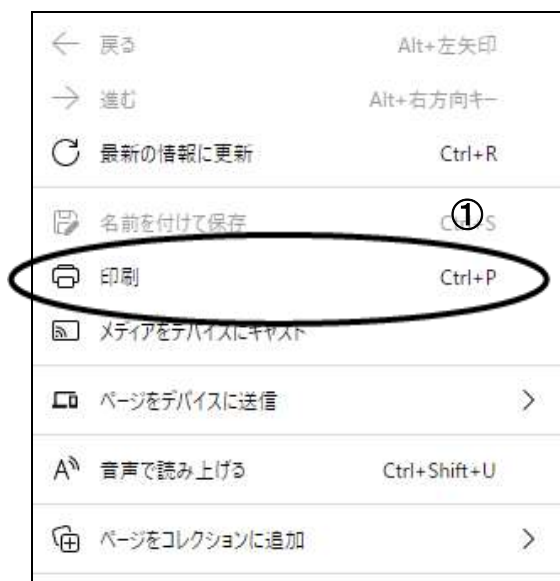 戻る Alt+左矢印
進む Alt+右方向キー
最新の情報に更新 Ctrl+R
①
名前を付けて保存 Ctrl+S
印刷 Ctrl+P
メディアをデバイスにキャスト
ページをデバイスに送信
音声で読み上げる Ctrl+Shift+U
ページをコレクションに追加